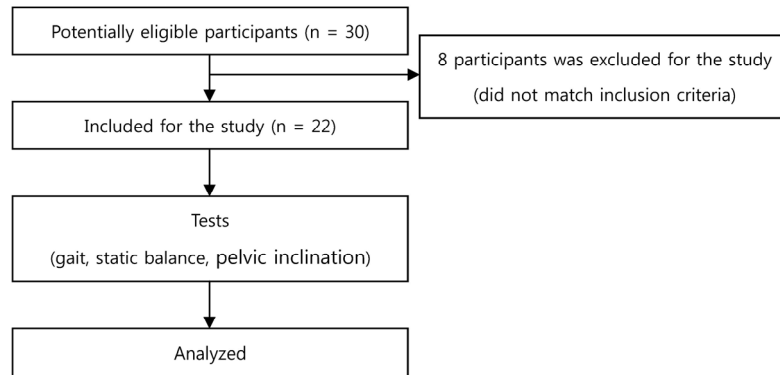 Potentially eligible participants (n = 30)
8 participants was excluded for the study
(did not match inclusion criteria)
Included for the study (n = 22)
Tests
(gait, static balance, pelvic inclination)
Analyzed